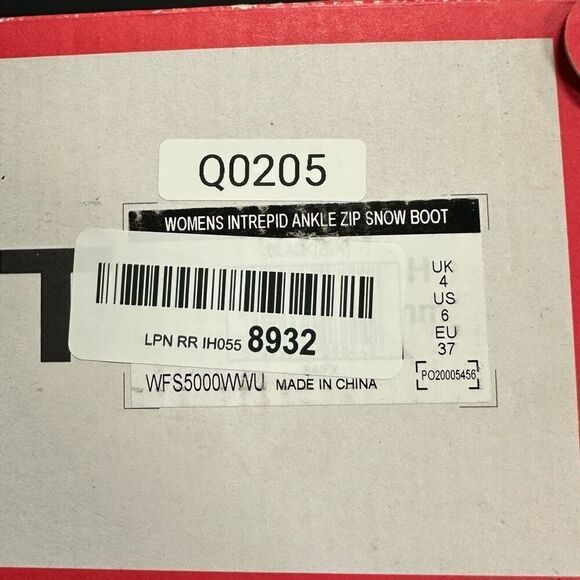 Q0205
WOMENS INTREPID ANKLE ZIP SNOW BOOT
UK
4
US
6
EU
37
LPN RR IH055 8932
WFS5000WWU MADE IN CHINA
PO20005456